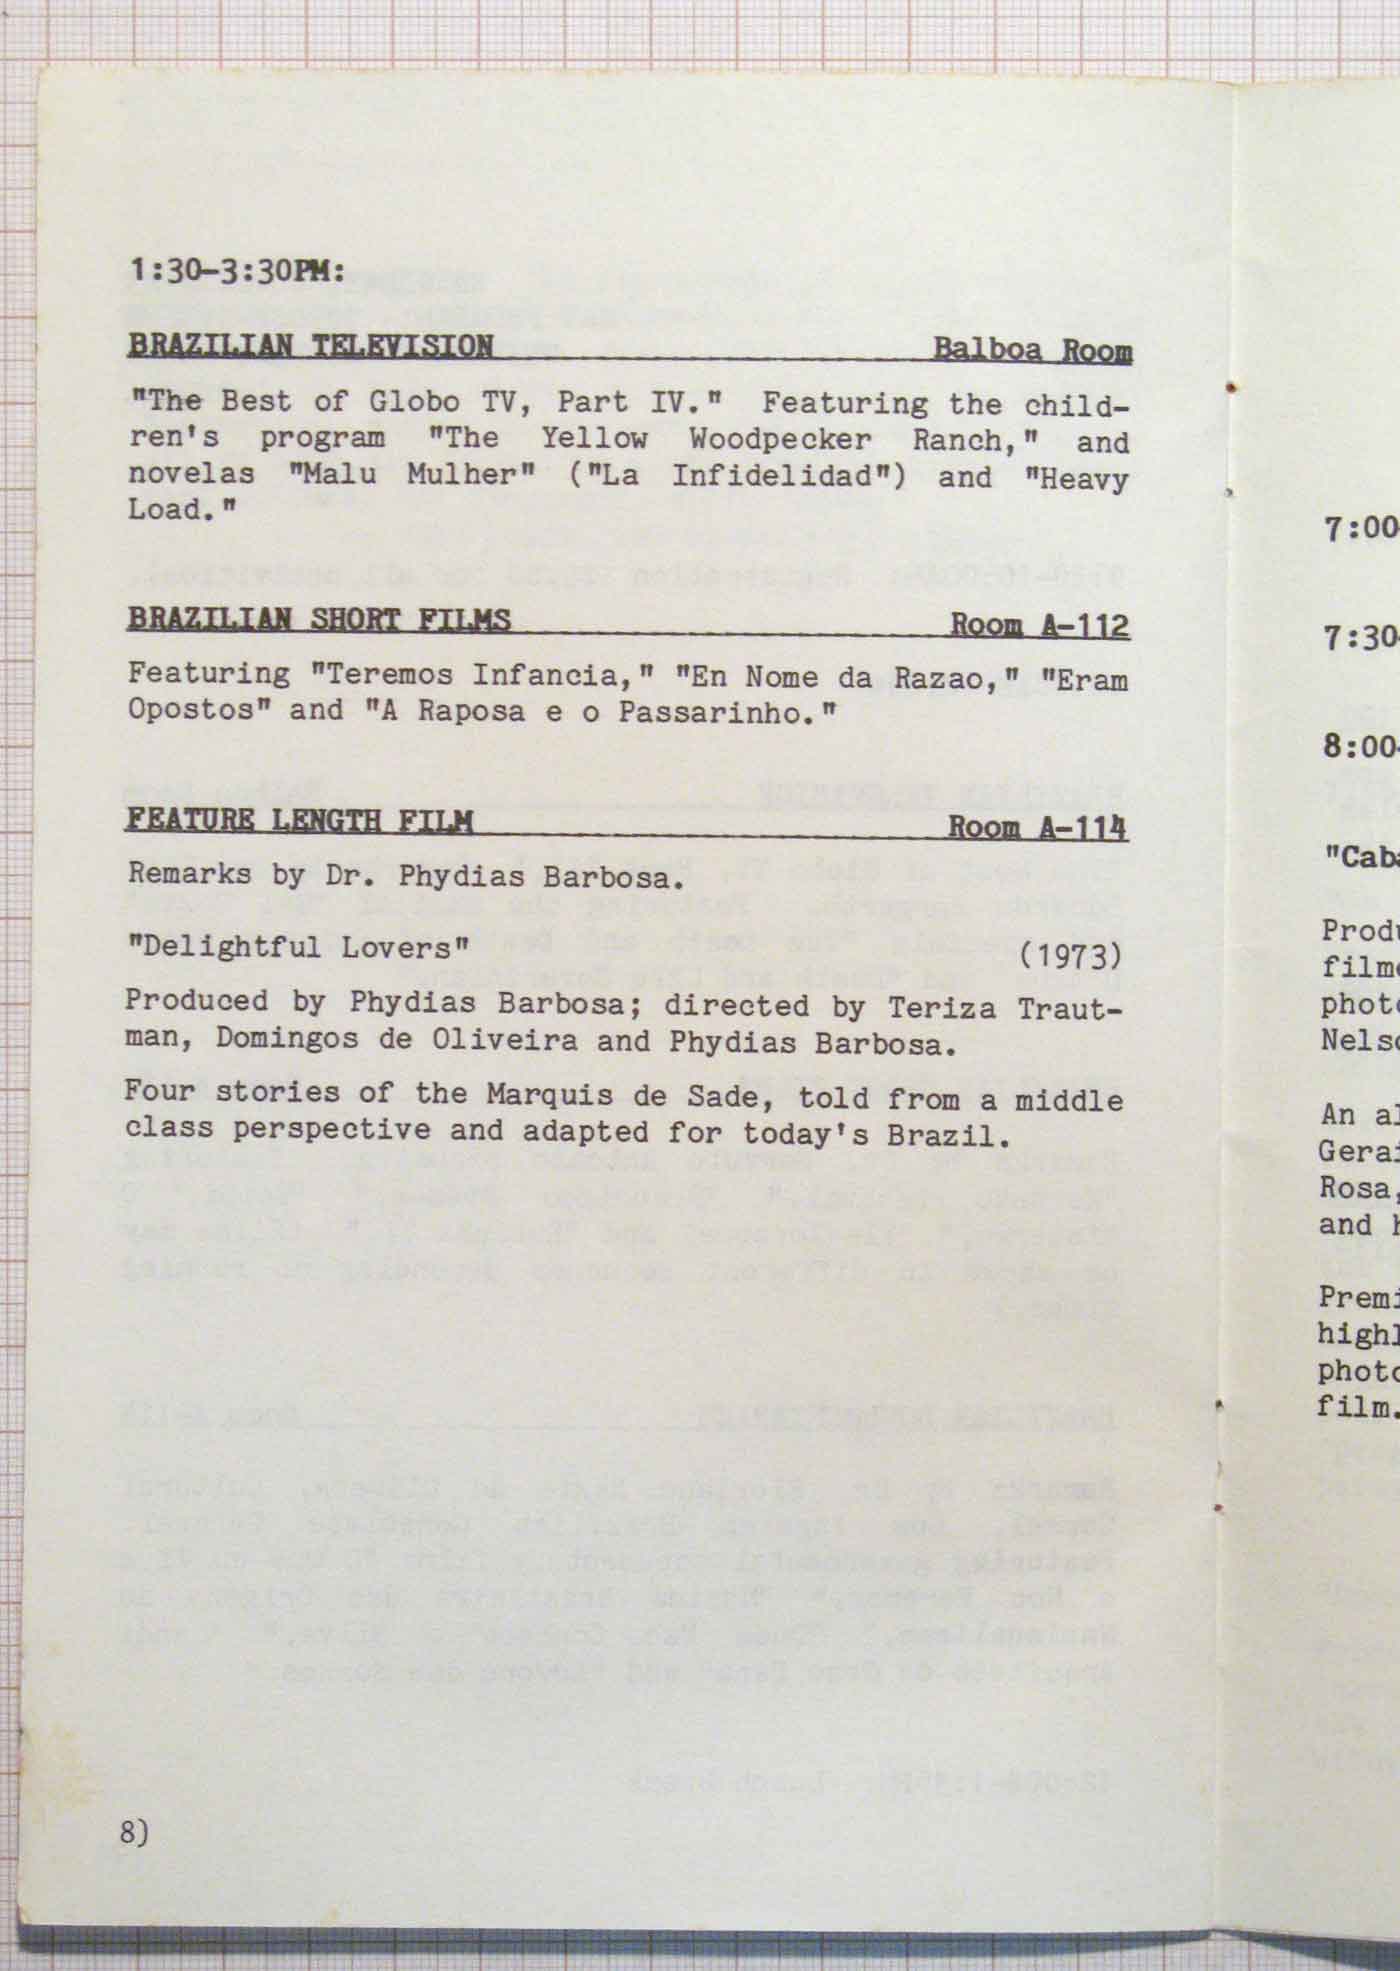 1:30-3:30PM:
BRAZILIAN TELEVISION Balboa Room
"The Best of Globo TV, Part IV." Featuring the child-
ren's program "The Yellow Woodpecker Ranch," and
novelas "Malu Mulher" ("La Infidelidad") and "Heavy
Load."
BRAZILIAN SHORT FILMS Room A-112
Featuring "Teremos Infancia," "En Nome da Razao," "Eram
Opostos" and "A Raposa e o Passarinho."
FEATURE LENGTH FILM Room A-114
Remarks by Dr. Phydias Barbosa.
"Delightful Lovers" (1973)
Produced by Phydias Barbosa; directed by Teriza Traut-
man, Domingos de Oliveira and Phydias Barbosa.
Four stories of the Marquis de Sade, told from a middle
class perspective and adapted for today's Brazil.
8)
7:00
7:30
8:00-
"Cab
Prod
film
photo
Nels
An al
Gerai
Rosa,
and
Premi
highl
photo
film.